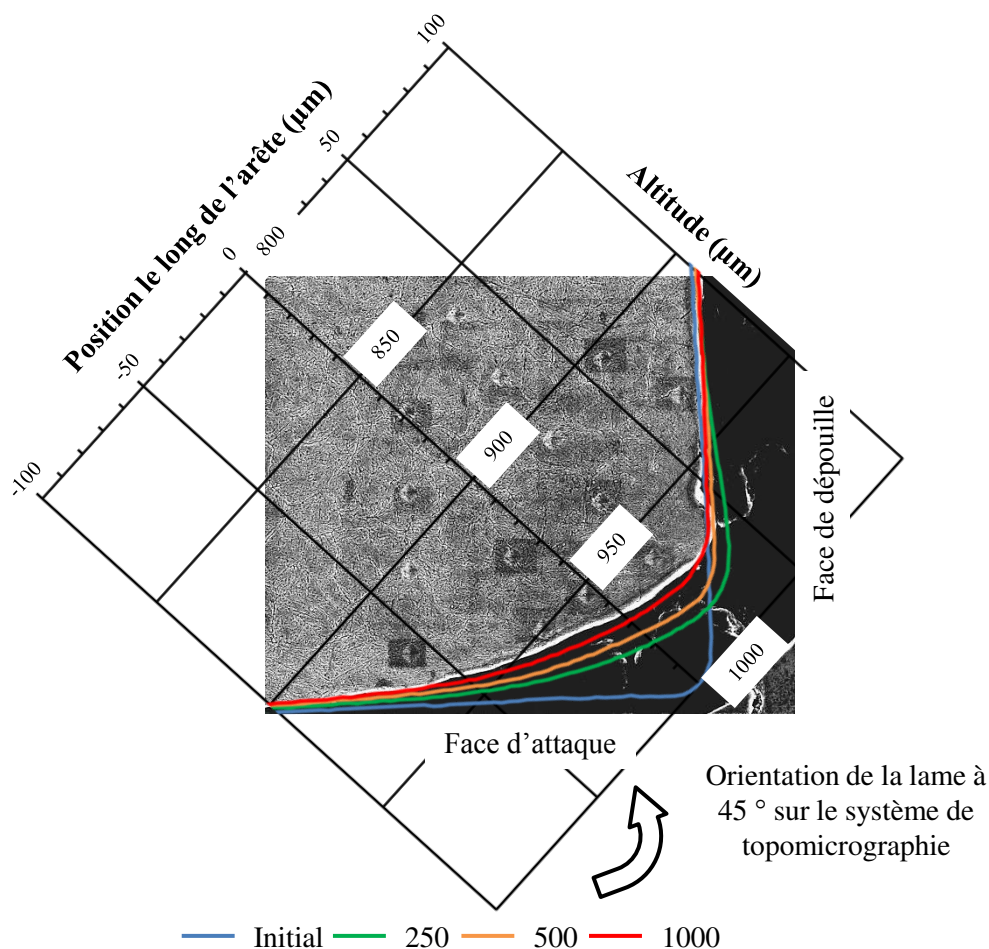 100
50
0
-50
-100
Position le long de l'arête (µm)
800
850
900
950
1000
Altitude (µm)
Face de dépouille
Face d'attaque
Orientation de la lame à
45 ° sur le système de
topomicrographie
Initial 250 500 1000